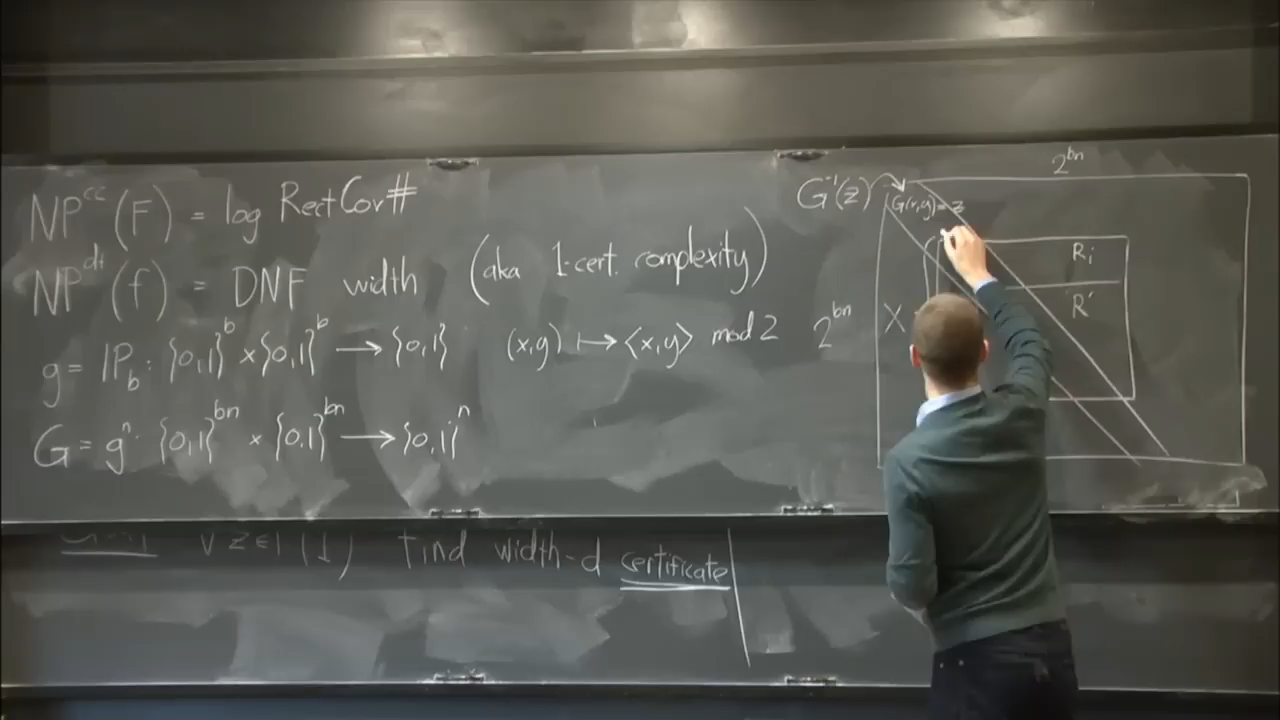 NP^cc (F) = log RectCov#
NP^dt (f) = DNF width (aka 1-cert. complexity)
g = IP_b : {0,1}^b × {0,1}^b → {0,1} (x,y) ↦ <x,y> mod 2
G = g^n : {0,1}^bn × {0,1}^bn → {0,1}^n
∀ z ∈ f^-1(1) find width-d certificate
2^bn
G^-1(z)
G(x,y) = z
R_i
R'
2^bn
X